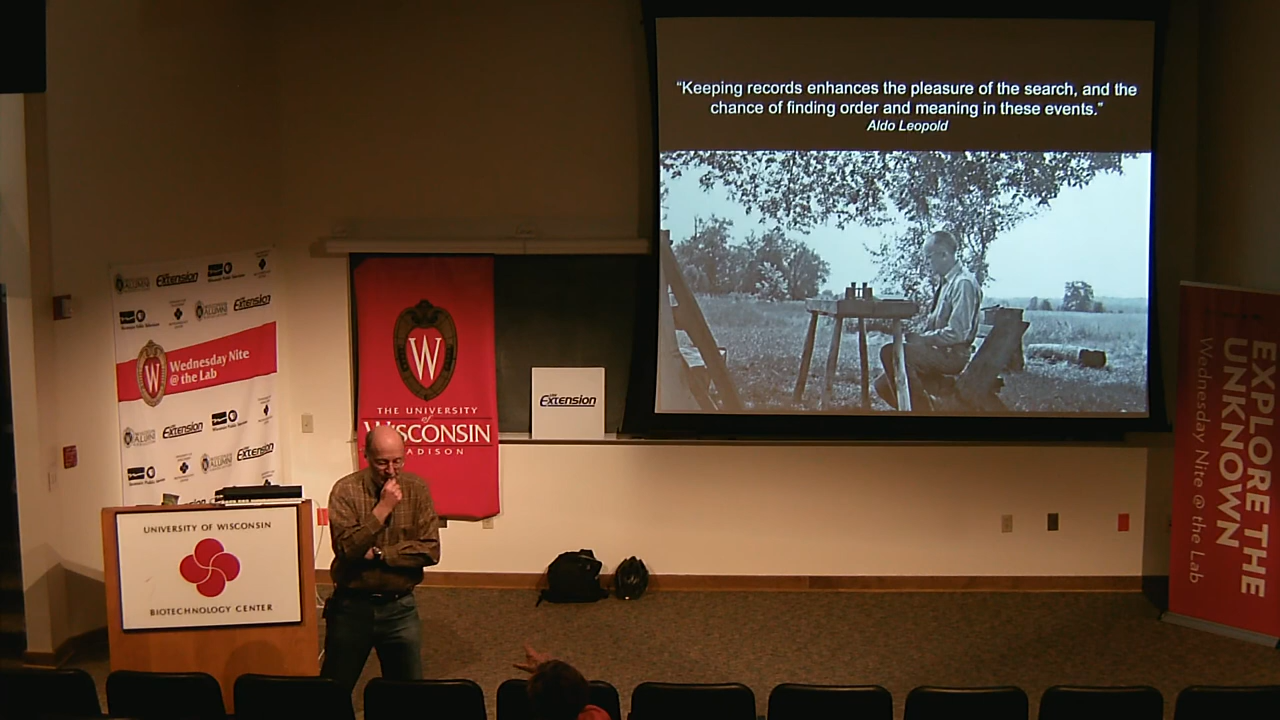 “Keeping records enhances the pleasure of the search, and the
chance of finding order and meaning in these events.”
Aldo Leopold
Extension
Wednesday Nite
@ the Lab
Extension
Extension
Extension
W
W
THE UNIVERSITY
WISCONSIN
MADISON
Extension
UNIVERSITY OF WISCONSIN
BIOTECHNOLOGY CENTER
EXPLORE THE
UNKNOWN
Wednesday Nite @ the Lab